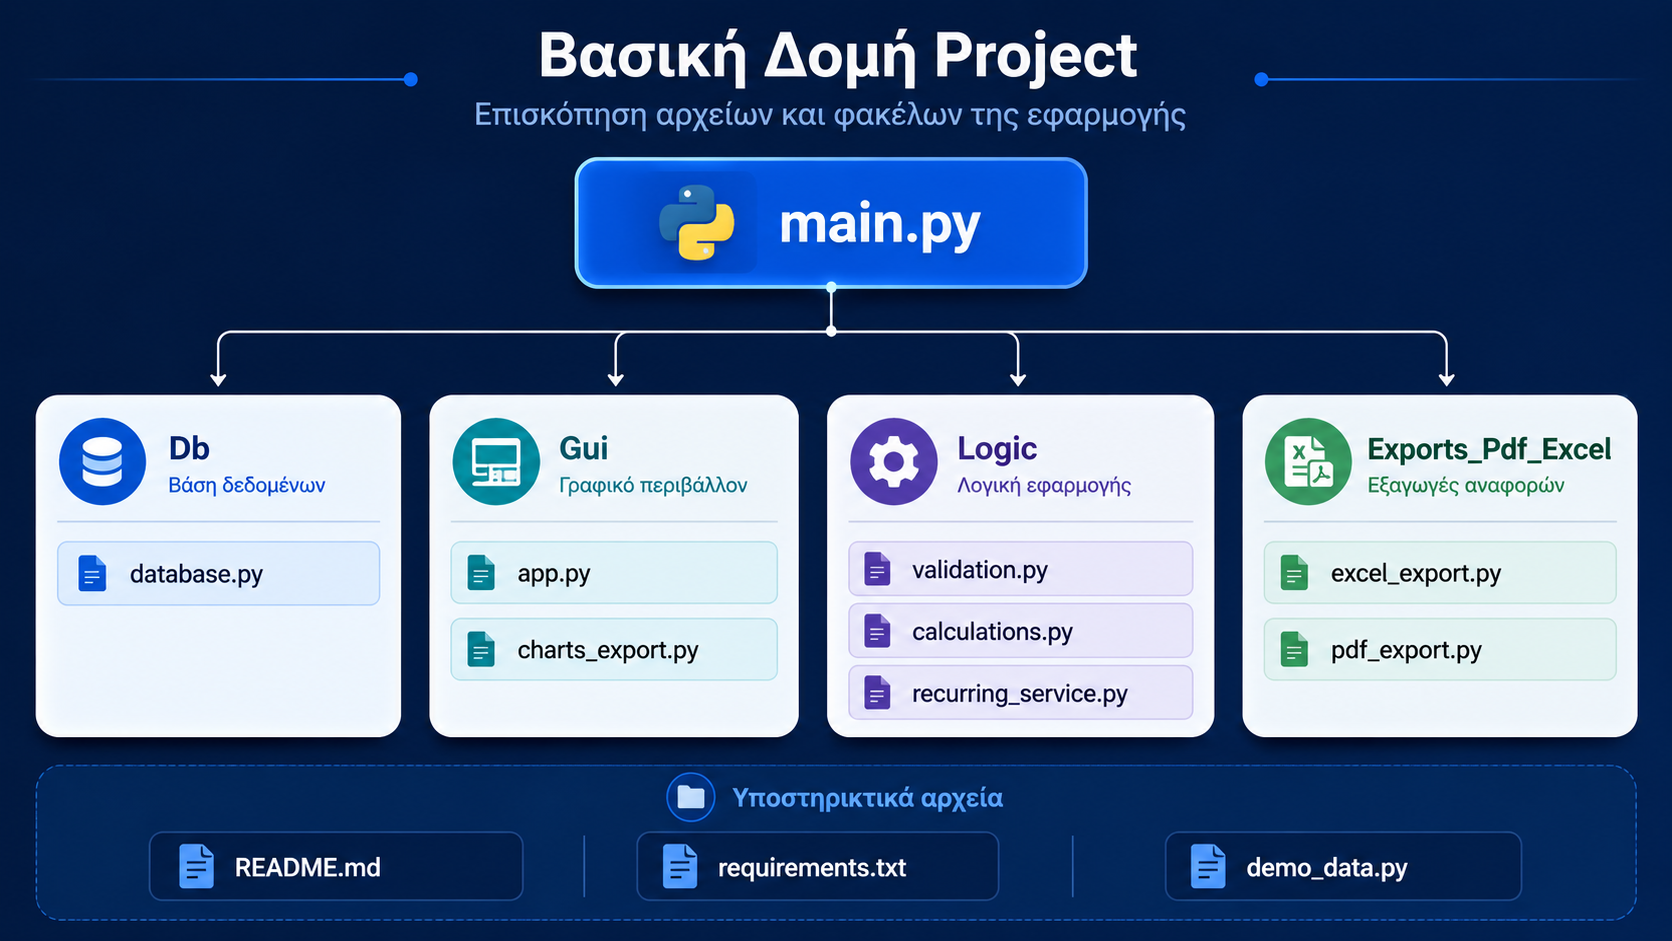 Βασική Δομή Project
Επισκόπηση αρχείων και φακέλων της εφαρμογής
main.py
Db
Βάση δεδομένων
database.py
Gui
Γραφικό περιβάλλον
app.py
charts_export.py
Logic
Λογική εφαρμογής
validation.py
calculations.py
recurring_service.py
Exports_Pdf_Excel
Εξαγωγές αναφορών
excel_export.py
pdf_export.py
Υποστηρικτικά αρχεία
README.md
requirements.txt
demo_data.py